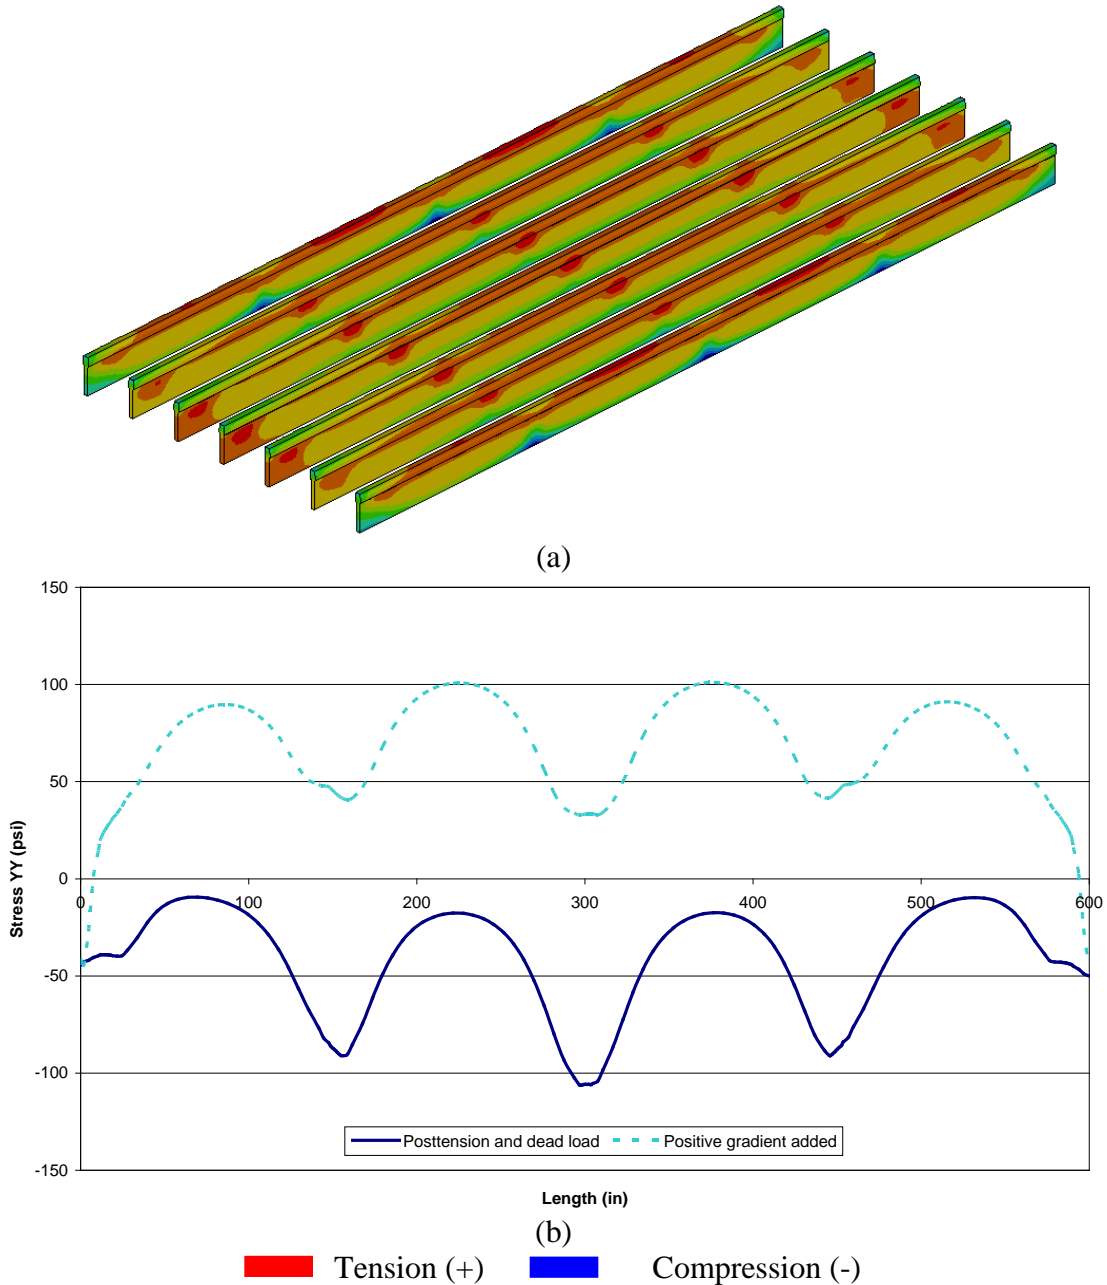 (a)
150
100
50
0
-50
-100
-150
0 100 200 300 400 500 600
Stress YY (psi)
Posttension and dead load Positive gradient added
Length (in)
(b)
Tension (+) Compression (-)